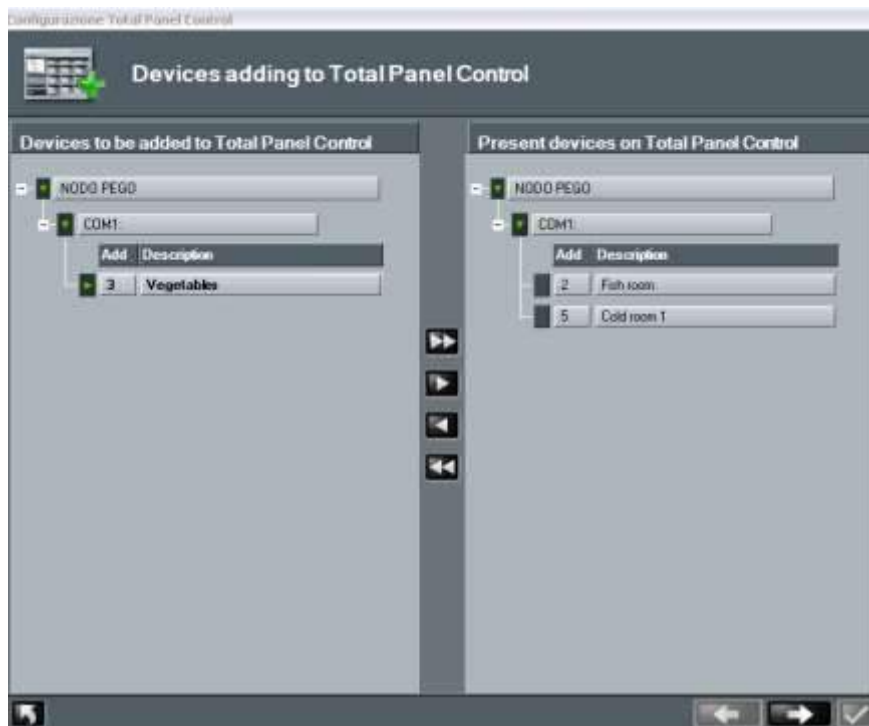 Configurazione Total Panel Control
Devices adding to Total Panel Control
Devices to be added to Total Panel Control
NODO PEGO
COM1:
Add Description
3 Vegetables
Present devices on Total Panel Control
NODO PEGO
COM1:
Add Description
2 Fish room
5 Cold room 1